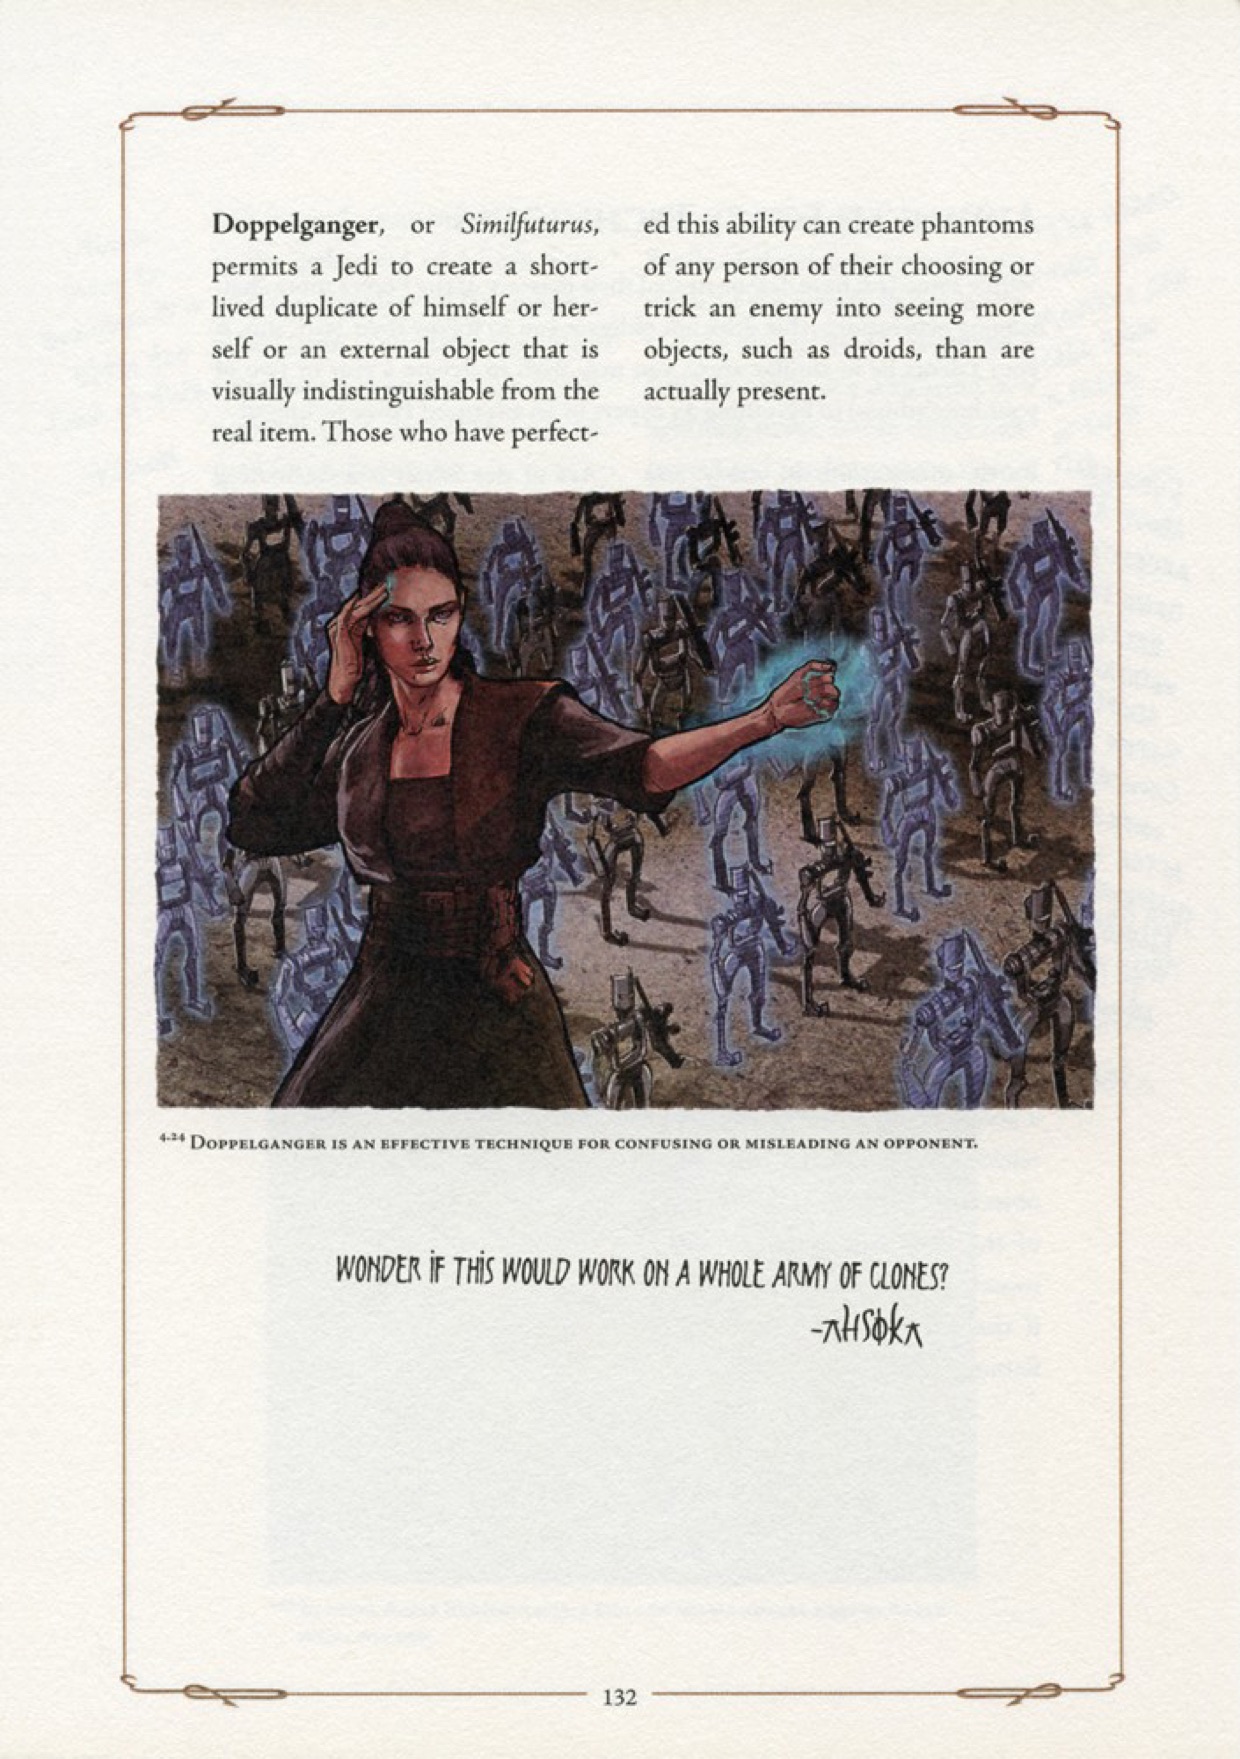 Doppelganger, or Similfuturus,
permits a Jedi to create a short-
lived duplicate of himself or her-
self or an external object that is
visually indistinguishable from the
real item. Those who have perfect-
ed this ability can create phantoms
of any person of their choosing or
trick an enemy into seeing more
objects, such as droids, than are
actually present.
4-24 DOPPELGANGER IS AN EFFECTIVE TECHNIQUE FOR CONFUSING OR MISLEADING AN OPPONENT.
WONDER IF THIS WOULD WORK ON A WHOLE ARMY OF CLONES?
-AHSOKA
132